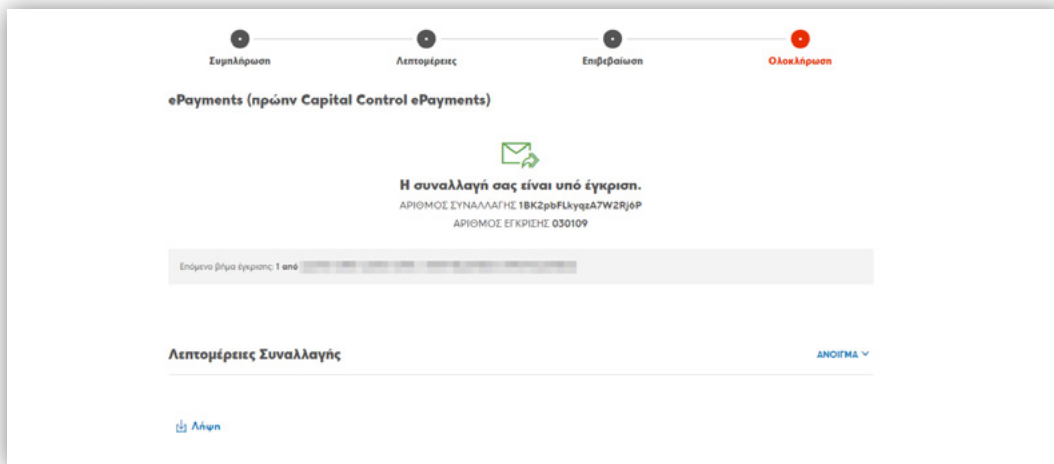 Συμπλήρωση Λεπτομέρειες Επιβεβαίωση Ολοκλήρωση
ePayments (πρώην Capital Control ePayments)
Η συναλλαγή σας είναι υπό έγκριση.
ΑΡΙΘΜΟΣ ΣΥΝΑΛΛΑΓΗΣ 1BK2pbFLkyqzA7W2Rj6P
ΑΡΙΘΜΟΣ ΕΓΚΡΙΣΗΣ 030109
Επόμενο βήμα έγκρισης: 1 από
Λεπτομέρειες Συναλλαγής ΑΝΟΙΓΜΑ
Λήψη